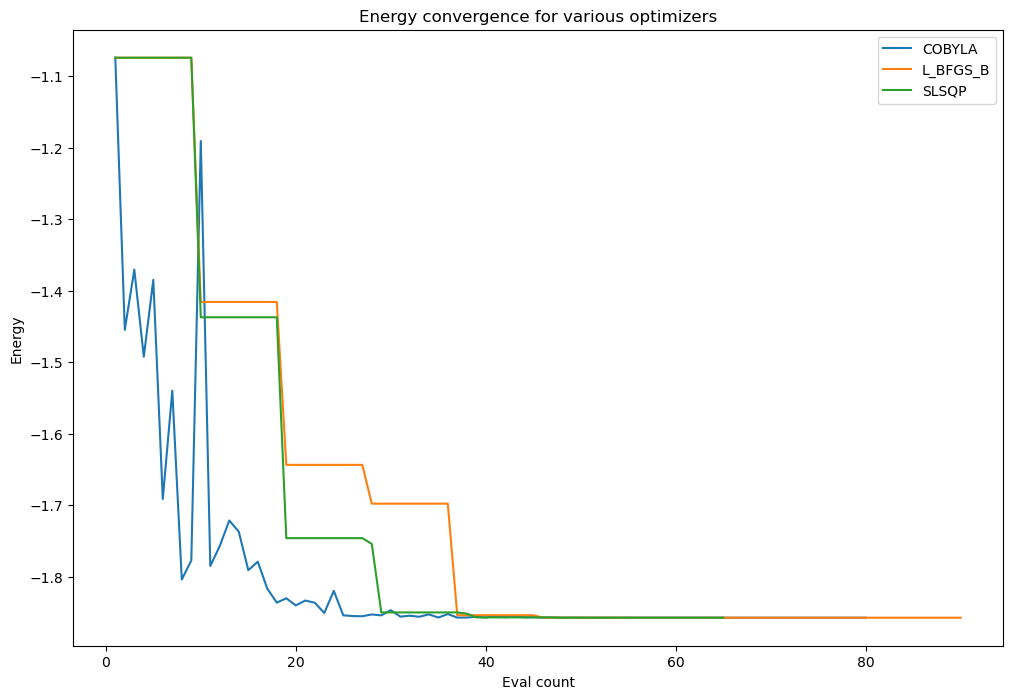 Energy convergence for various optimizers
COBYLA
L_BFGS_B
SLSQP
Energy
−1.1
−1.2
−1.3
−1.4
−1.5
−1.6
−1.7
−1.8
0 20 40 60 80
Eval count